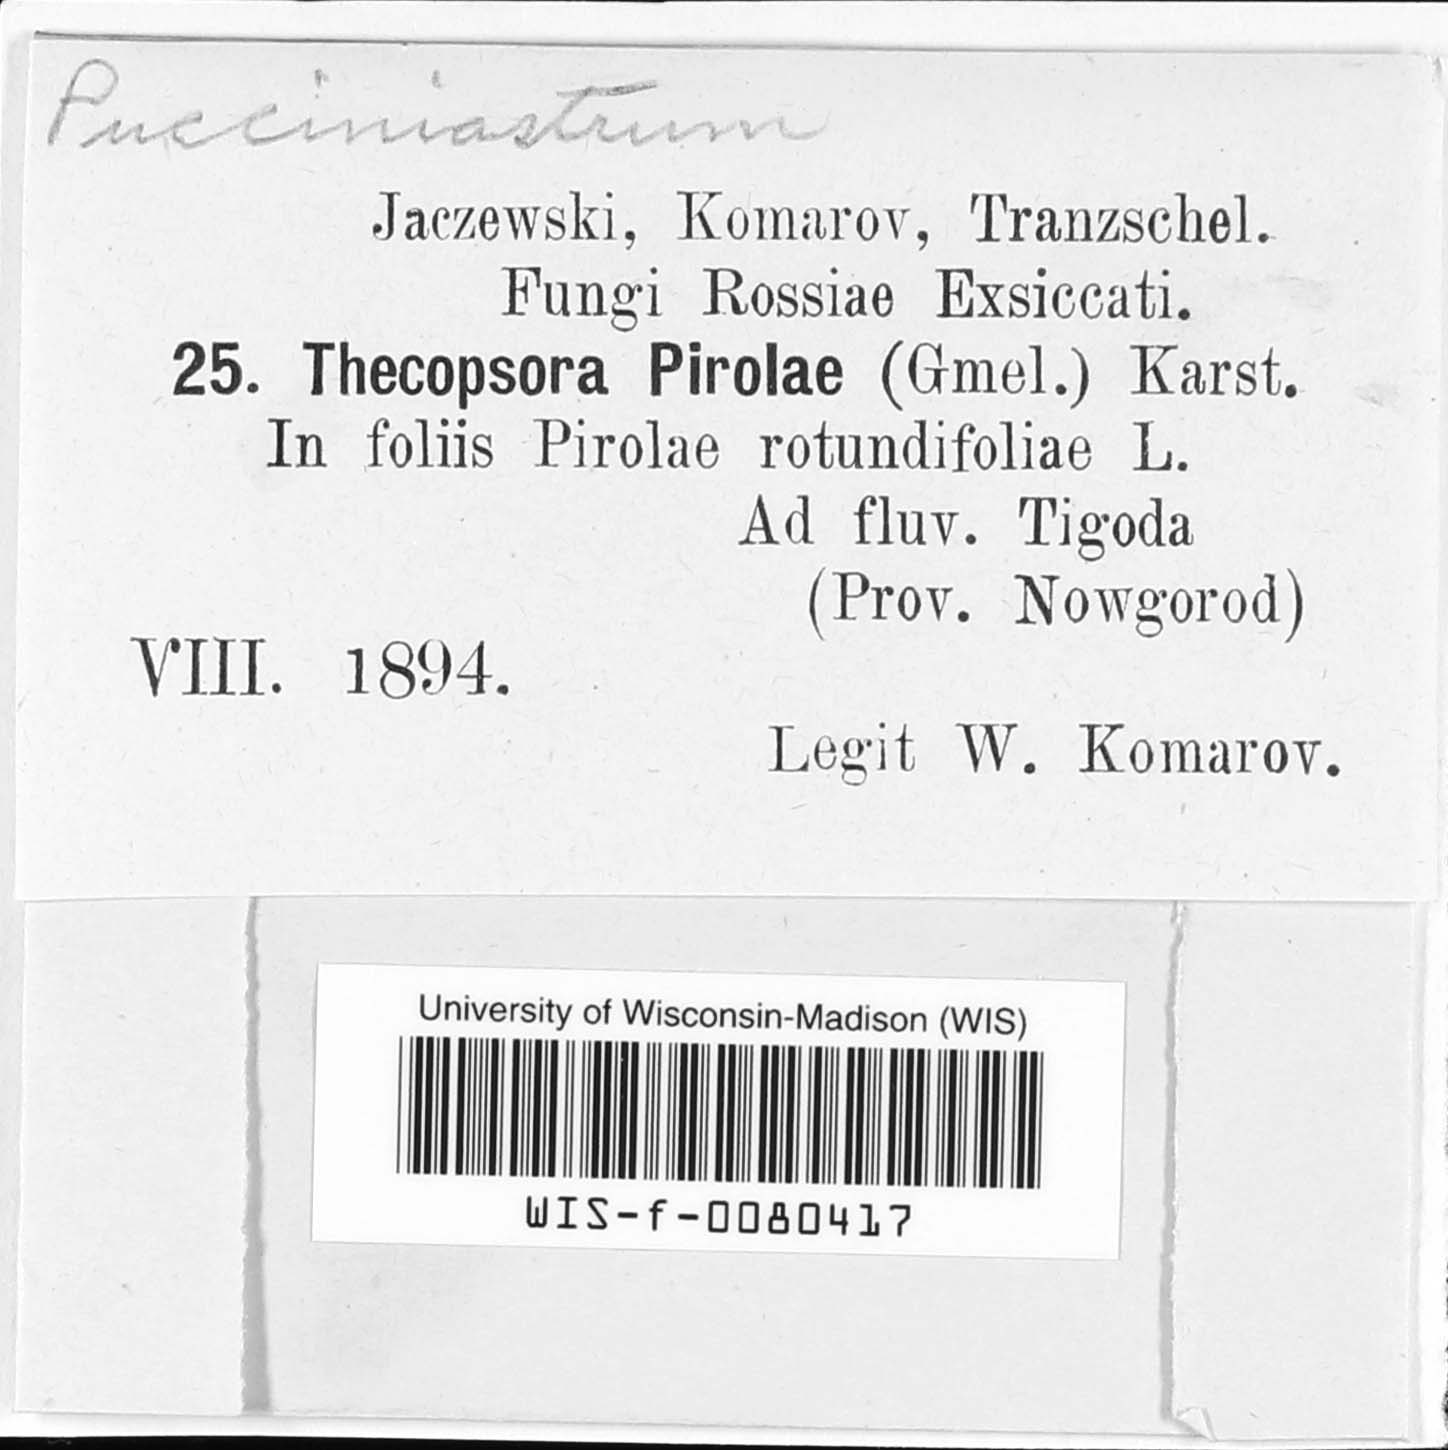 Pucciniastrum
Jaczewski, Komarov, Tranzschel.
Fungi Rossiae Exsiccati.
25. Thecopsora Pirolae (Gmel.) Karst.
In foliis Pirolae rotundifoliae L.
Ad fluv. Tigoda
(Prov. Nowgorod)
VIII. 1894.
Legit W. Komarov.
University of Wisconsin-Madison (WIS)
WIS-f-0080417